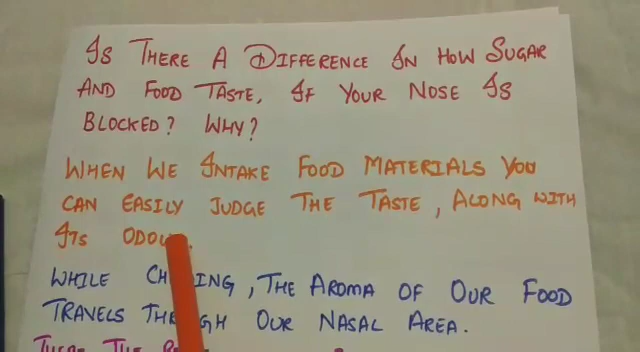 IS THERE A DIFFERENCE IN HOW SUGAR
AND FOOD TASTE, IF YOUR NOSE IS
BLOCKED? WHY?
WHEN WE INTAKE FOOD MATERIALS YOU
CAN EASILY JUDGE THE TASTE, ALONG WITH
ITS
WHILE, THE AROMA OF OUR FOOD
TRAVELS THROUGH OUR NASAL AREA.
THE